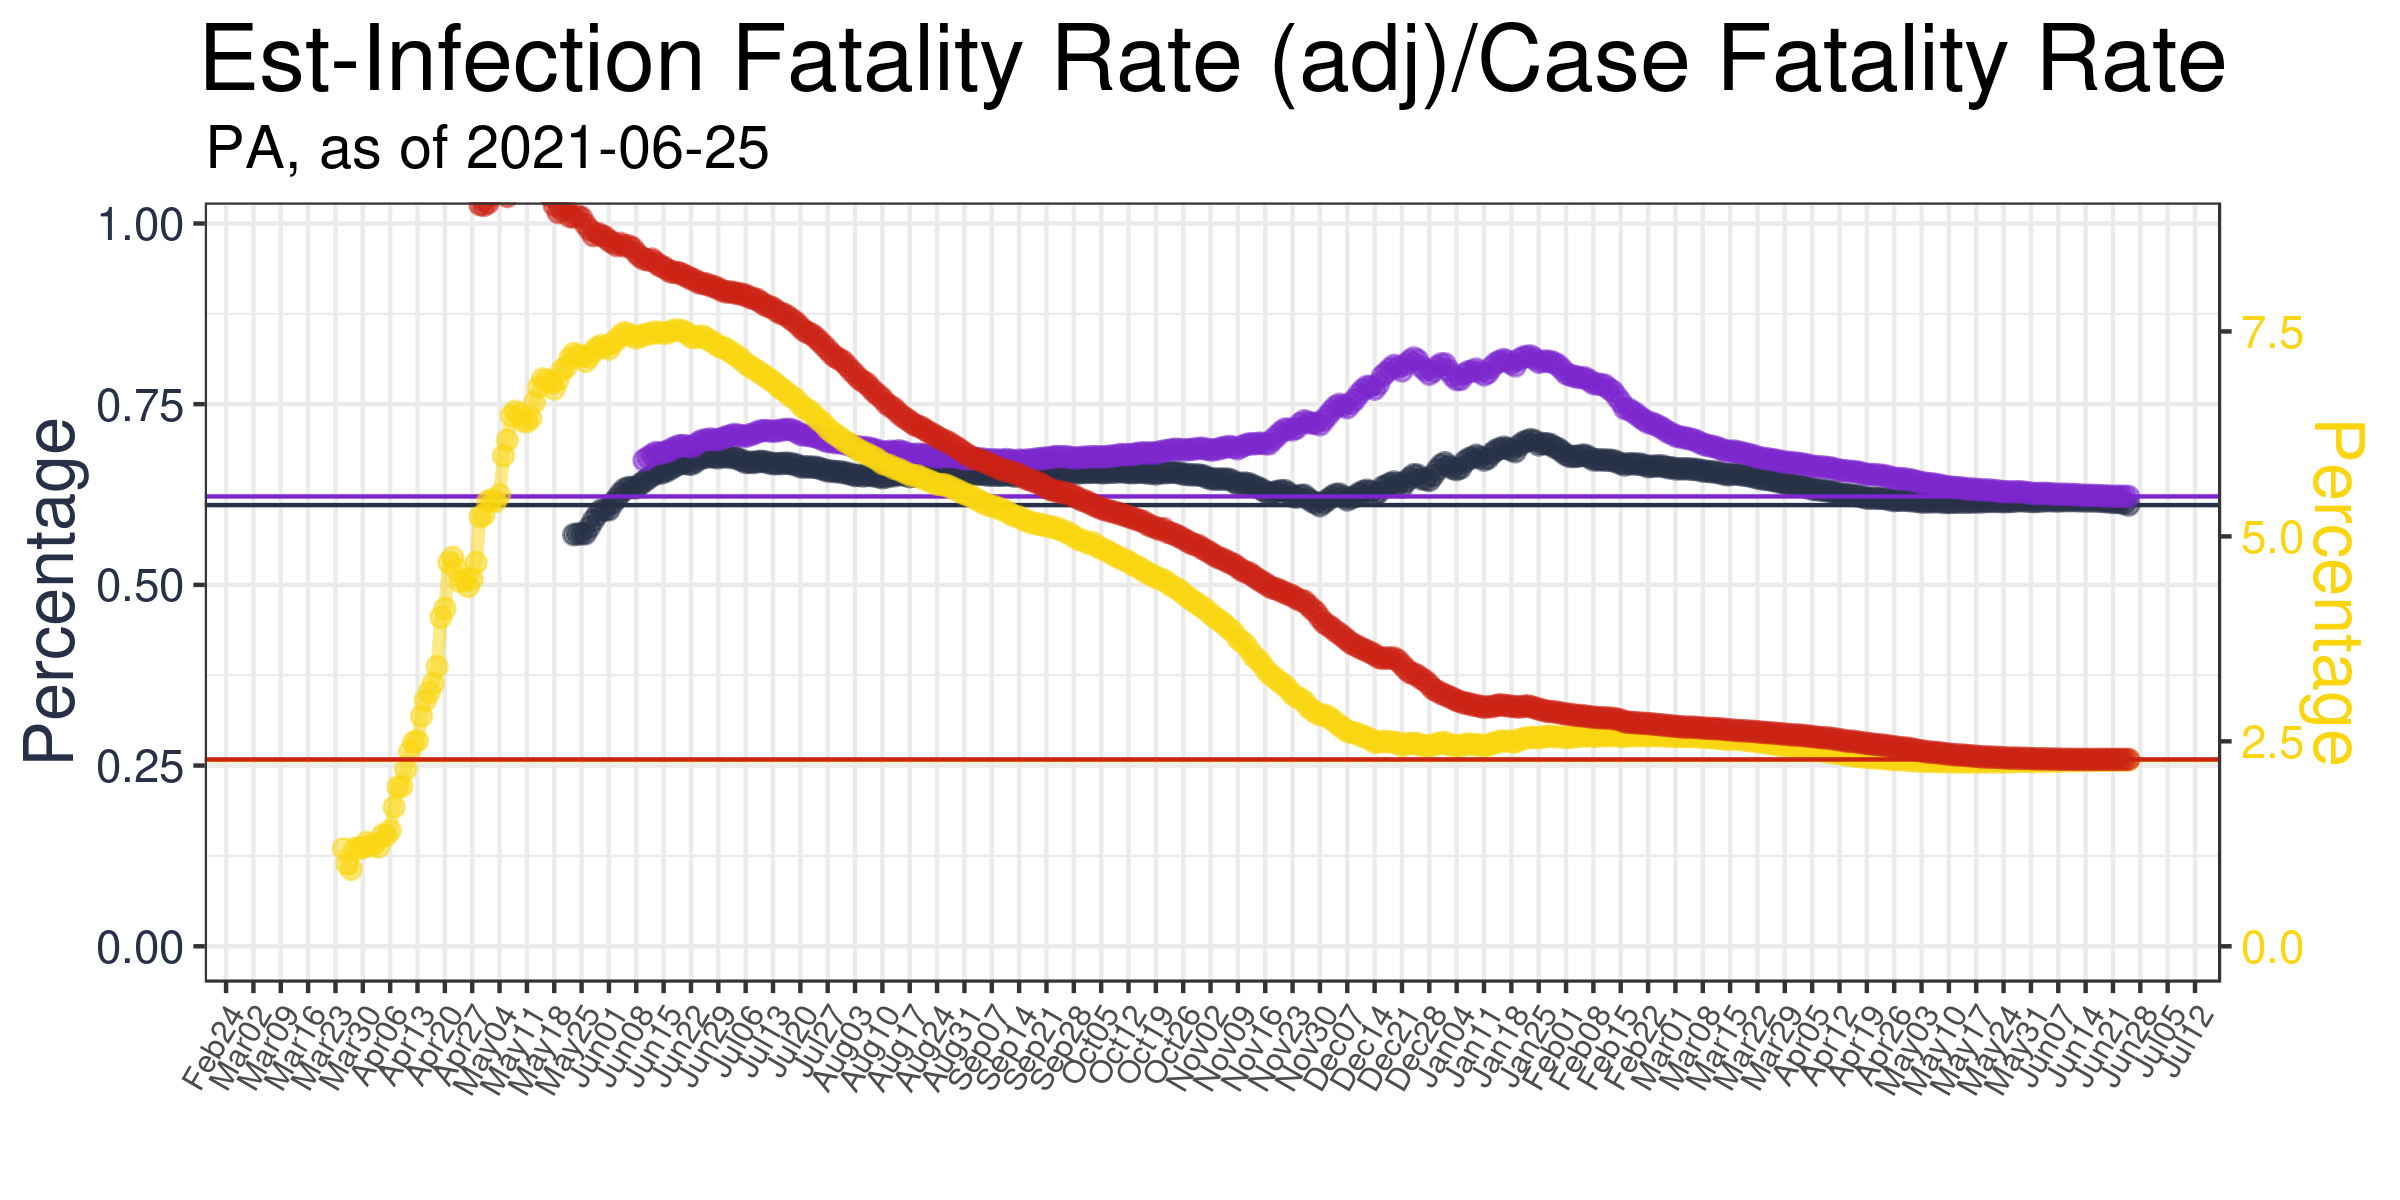 Est-Infection Fatality Rate (adj)/Case Fatality Rate
PA, as of 2021-06-25
Percentage
1.00
0.75
0.50
0.25
0.00
7.5
5.0
2.5
0.0
Percentage
Feb24
Mar02
Mar09
Mar16
Mar23
Mar30
Apr06
Apr13
Apr20
Apr27
May04
May11
May18
May25
Jun01
Jun08
Jun15
Jun22
Jun29
Jul06
Jul13
Jul20
Jul27
Aug03
Aug10
Aug17
Aug24
Aug31
Sep07
Sep14
Sep21
Sep28
Oct05
Oct12
Oct19
Oct26
Nov02
Nov09
Nov16
Nov23
Nov30
Dec07
Dec14
Dec21
Dec28
Jan04
Jan11
Jan18
Jan25
Feb01
Feb08
Feb15
Feb22
Mar01
Mar08
Mar15
Mar22
Mar29
Apr05
Apr12
Apr19
Apr26
May03
May10
May17
May24
May31
Jun07
Jun14
Jun21
Jun28
Jul05
Jul12